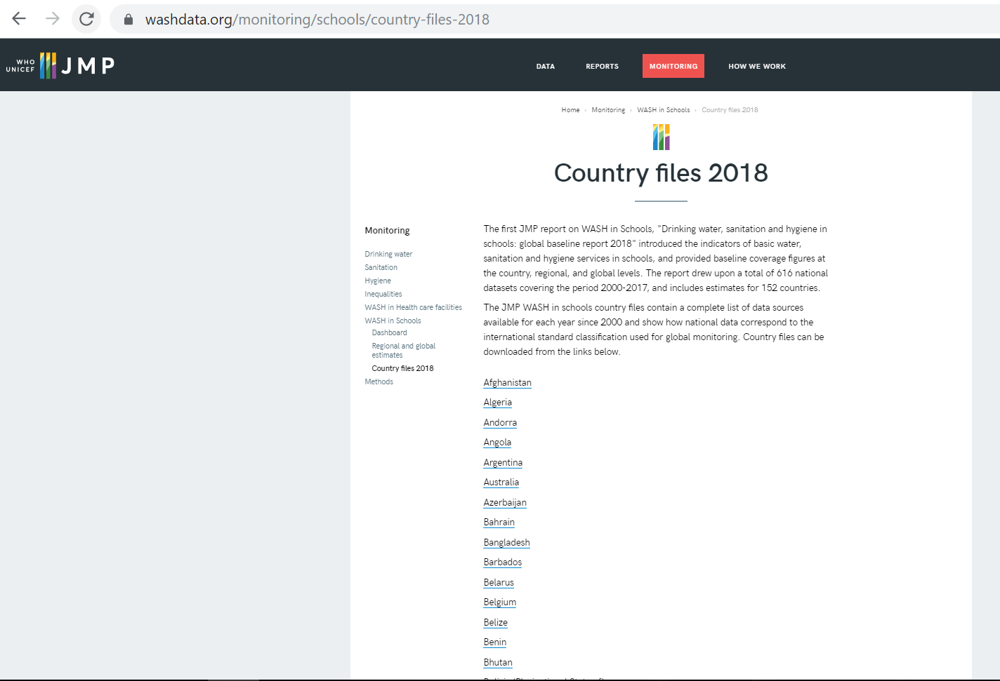 washdata.org/monitoring/schools/country-files-2018
WHO
UNICEF
JMP
DATA
REPORTS
MONITORING
HOW WE WORK
Home › Monitoring › WASH in Schools › Country files 2018
Country files 2018
Monitoring
Drinking water
Sanitation
Hygiene
Inequalities
WASH in Health care facilities
WASH in Schools
Dashboard
Regional and global
estimates
Country files 2018
Methods
The first JMP report on WASH in Schools, "Drinking water, sanitation and hygiene in
schools: global baseline report 2018" introduced the indicators of basic water,
sanitation and hygiene services in schools, and provided baseline coverage figures at
the country, regional, and global levels. The report drew upon a total of 616 national
datasets covering the period 2000-2017, and includes estimates for 152 countries.
The JMP WASH in schools country files contain a complete list of data sources
available for each year since 2000 and show how national data correspond to the
international standard classification used for global monitoring. Country files can be
downloaded from the links below.
Afghanistan
Algeria
Andorra
Angola
Argentina
Australia
Azerbaijan
Bahrain
Bangladesh
Barbados
Belarus
Belgium
Belize
Benin
Bhutan